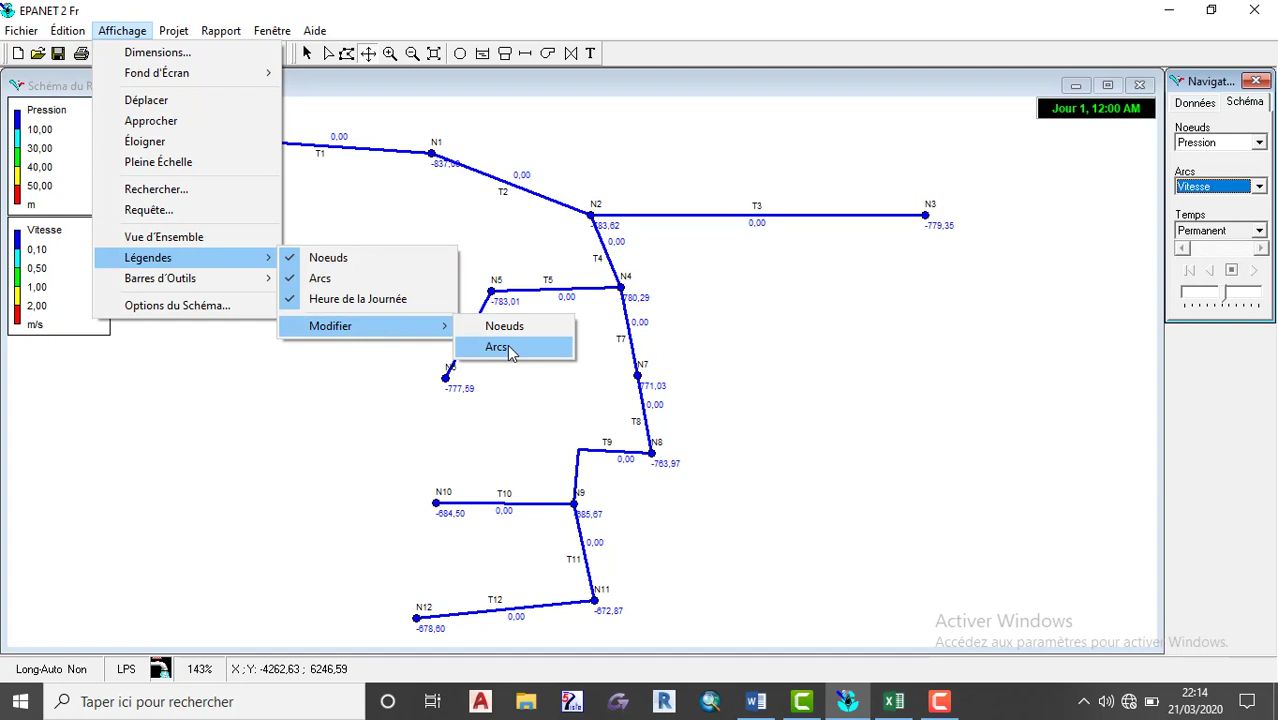 EPANET 2 Fr
Fichier Édition Affichage Projet Rapport Fenêtre Aide
Dimensions...
Fond d'Écran
Déplacer
Approcher
Éloigner
Pleine Échelle
Rechercher...
Requête...
Vue d'Ensemble
Légendes
Barres d'Outils
Options du Schéma...
Noeuds
Arcs
Heure de la Journée
Modifier
Noeuds
Arcs
Schéma du R
Pression
10,00
30,00
40,00
50,00
m
Vitesse
0,10
0,50
1,00
2,00
m/s
Jour 1, 12:00 AM
0,00
T1
N1
0,00
T2
N2
T3
0,00
N3
-779,35
0,00
T4
N5
T5
N4
-783,01
0,00
-780,29
0,00
T7
N7
-777,59
0,00
T8
T9
N8
0,00
-763,97
N10
T10
N9
-684,50
0,00
0,00
T11
N11
-672,87
N12
T12
0,00
-678,60
Navigat...
Données Schéma
Noeuds
Pression
Arcs
Vitesse
Temps
Permanent
Activer Windows
Accédez aux paramètres pour activer Windows.
Long-Auto Non LPS 143% X ; Y: -4262,63 ; 6246,59
Taper ici pour rechercher
22:14
21/03/2020